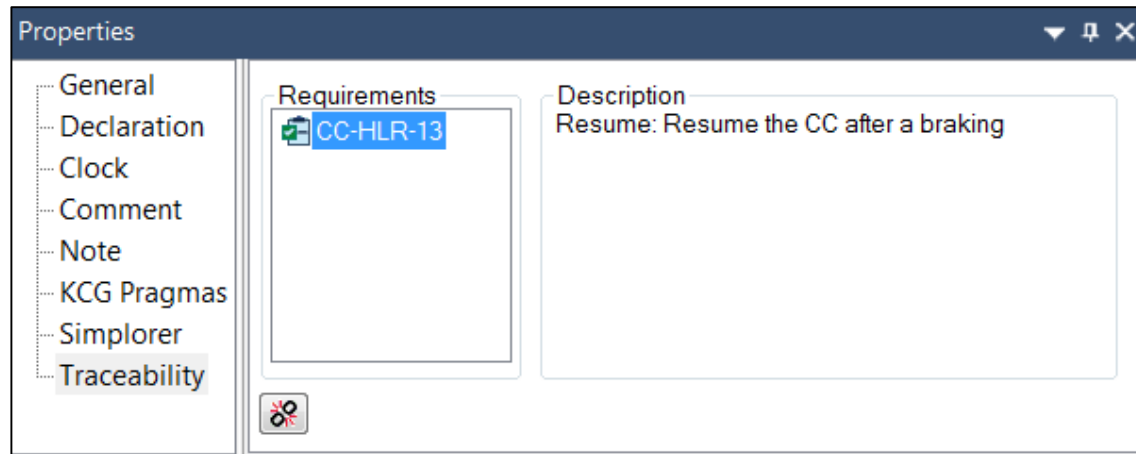 Properties
General
Declaration
Clock
Comment
Note
KCG Pragmas
Simplorer
Traceability
Requirements
CC-HLR-13
Description
Resume: Resume the CC after a braking